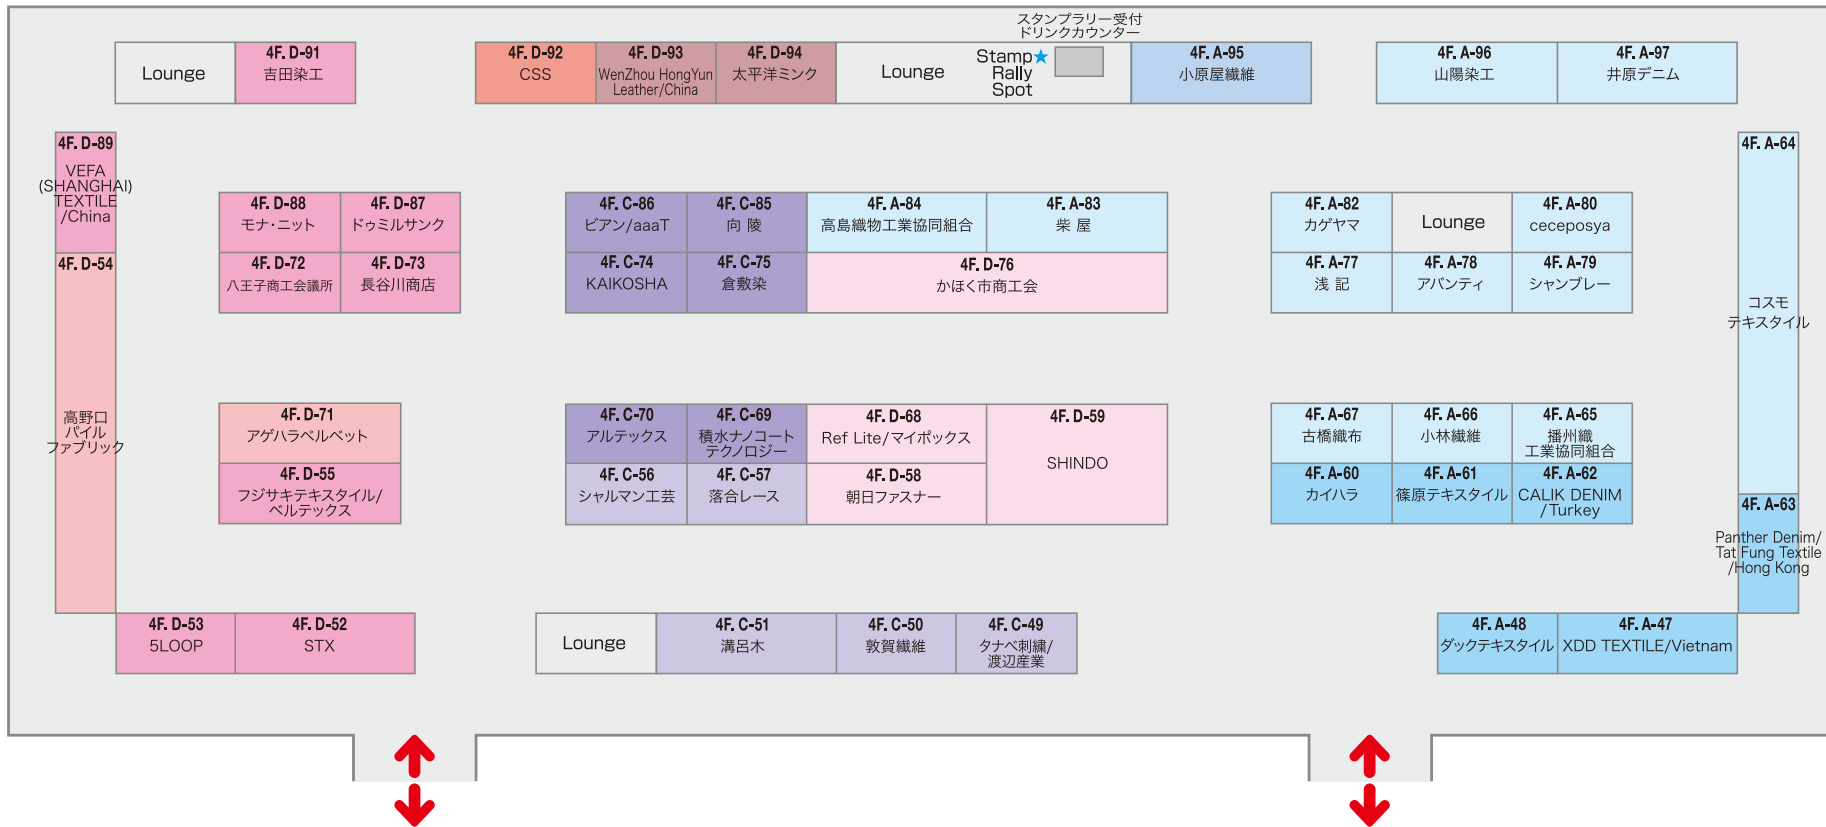 スタンプラリー受付
ドリンクカウンター
Lounge
4F. D-91
吉田染工
4F. D-92
CSS
4F. D-93
WenZhou HongYun
Leather/China
4F. D-94
太平洋ミンク
Lounge
Stamp★
Rally
Spot
4F. A-95
小原屋繊維
4F. A-96
山陽染工
4F. A-97
井原デニム
4F. D-89
VEFA
(SHANGHAI)
TEXTILE
/China
4F. A-64
コスモ
テキスタイル
4F. D-88
モナ・ニット
4F. D-87
ドゥミルサンク
4F. C-86
ビアン/aaaT
4F. C-85
向 陵
4F. A-84
高島織物工業協同組合
4F. A-83
柴 屋
4F. A-82
カゲヤマ
Lounge
4F. A-80
ceceposya
4F. D-54
高野口
パイル
ファブリック
4F. D-72
八王子商工会議所
4F. D-73
長谷川商店
4F. C-74
KAIKOSHA
4F. C-75
倉敷染
4F. D-76
かほく市商工会
4F. A-77
浅 記
4F. A-78
アバンティ
4F. A-79
シャンブレー
4F. D-71
アゲハラベルベット
4F. C-70
アルテックス
4F. C-69
積水ナノコート
テクノロジー
4F. D-68
Ref Lite/マイボックス
4F. D-59
SHINDO
4F. A-67
古橋織布
4F. A-66
小林繊維
4F. A-65
播州織
工業協同組合
4F. D-55
フジサキテキスタイル/
ベルテックス
4F. C-56
シャルマン工芸
4F. C-57
落合レース
4F. D-58
朝日ファスナー
4F. A-60
カイハラ
4F. A-61
篠原テキスタイル
4F. A-62
CALIK DENIM
/Turkey
4F. A-63
Panther Denim/
Tat Fung Textile
/Hong Kong
4F. D-53
5LOOP
4F. D-52
STX
Lounge
4F. C-51
溝呂木
4F. C-50
敦賀繊維
4F. C-49
タナベ刺繍/
渡辺産業
4F. A-48
ダックテキスタイル
4F. A-47
XDD TEXTILE/Vietnam